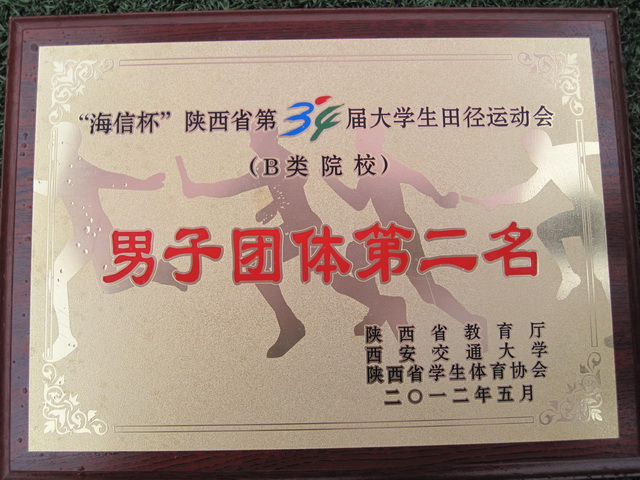 “海信杯”陕西省第34届大学生田径运动会
（B类院校）
男子团体第二名
陕西省教育厅
西安交通大学
陕西省学生体育协会
二〇一二年五月